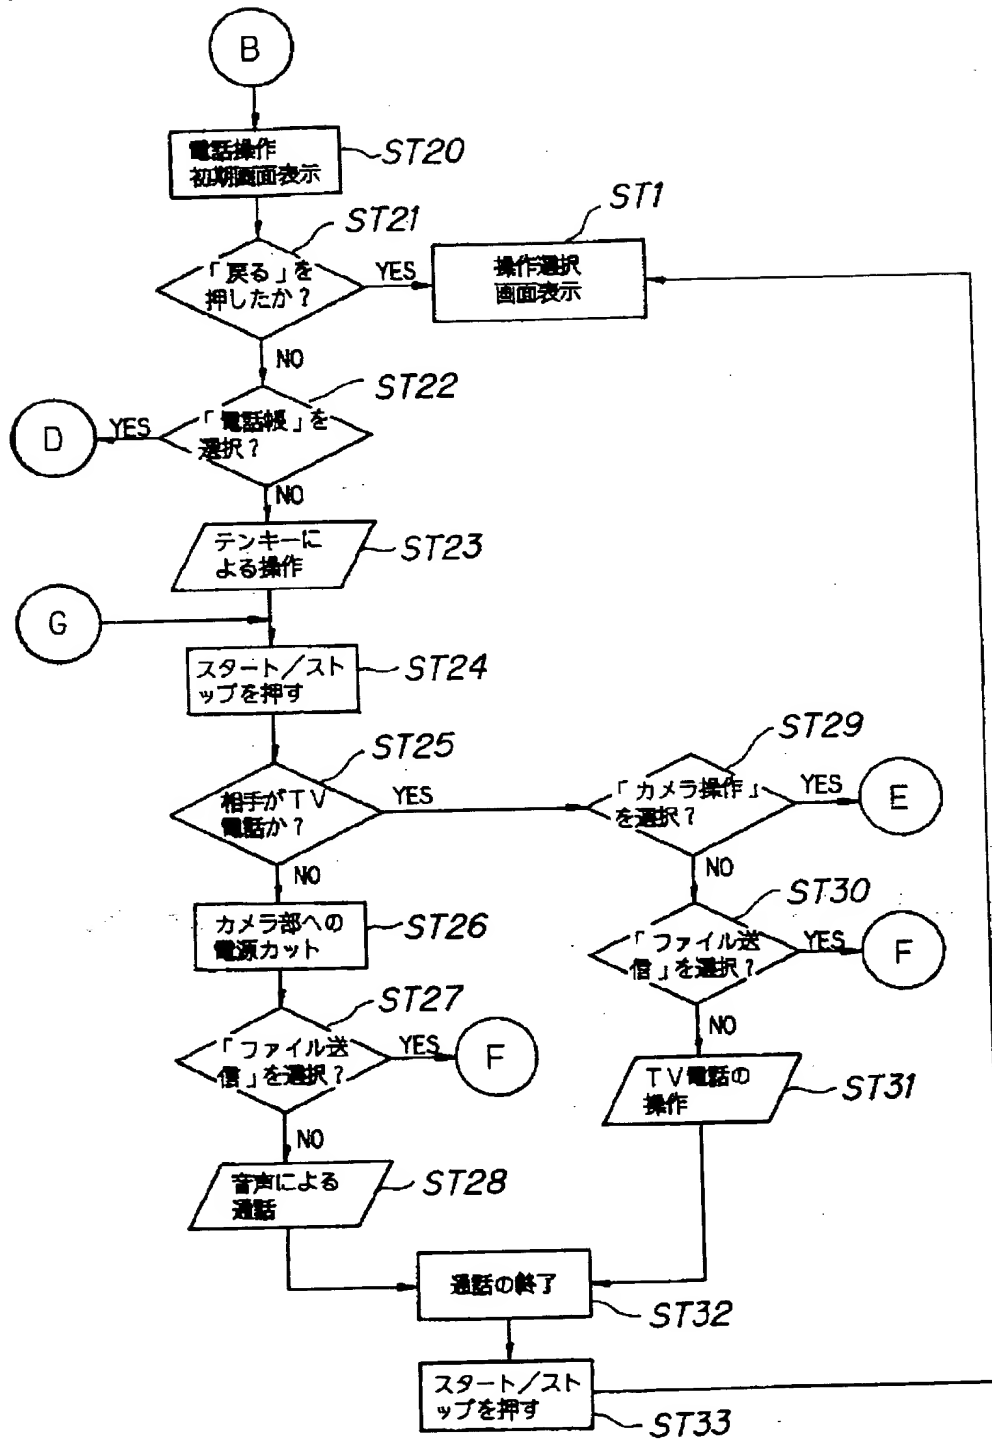 B
電話操作
初期画面表示
ST20
ST21
「戻る」を
押したか?
YES
ST1
操作選択
画面表示
NO
ST22
「電話帳」を
選択?
YES
D
NO
テンキーに
よる操作
ST23
G
スタート/スト
ップを押す
ST24
ST25
相手がTV
電話か?
YES
ST29
「カメラ操作」
を選択?
YES
E
NO
NO
カメラ部への
電源カット
ST26
ST30
「ファイル送
信」を選択?
YES
F
ST27
「ファイル送
信」を選択?
YES
F
NO
TV電話の
操作
ST31
NO
音声による
通話
ST28
通話の終了
ST32
スタート/スト
ップを押す
ST33